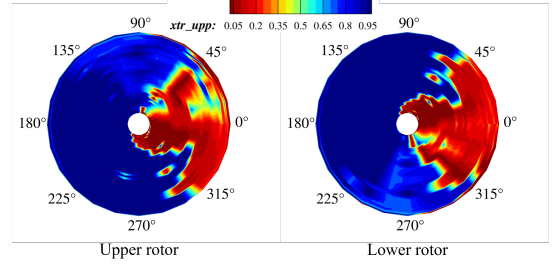 xtr_upp: 0.05 0.2 0.35 0.5 0.65 0.8 0.95
90° 90°
135° 45° 135° 45°
180° 0° 180° 0°
225° 315° 225° 315°
270° 270°
Upper rotor Lower rotor